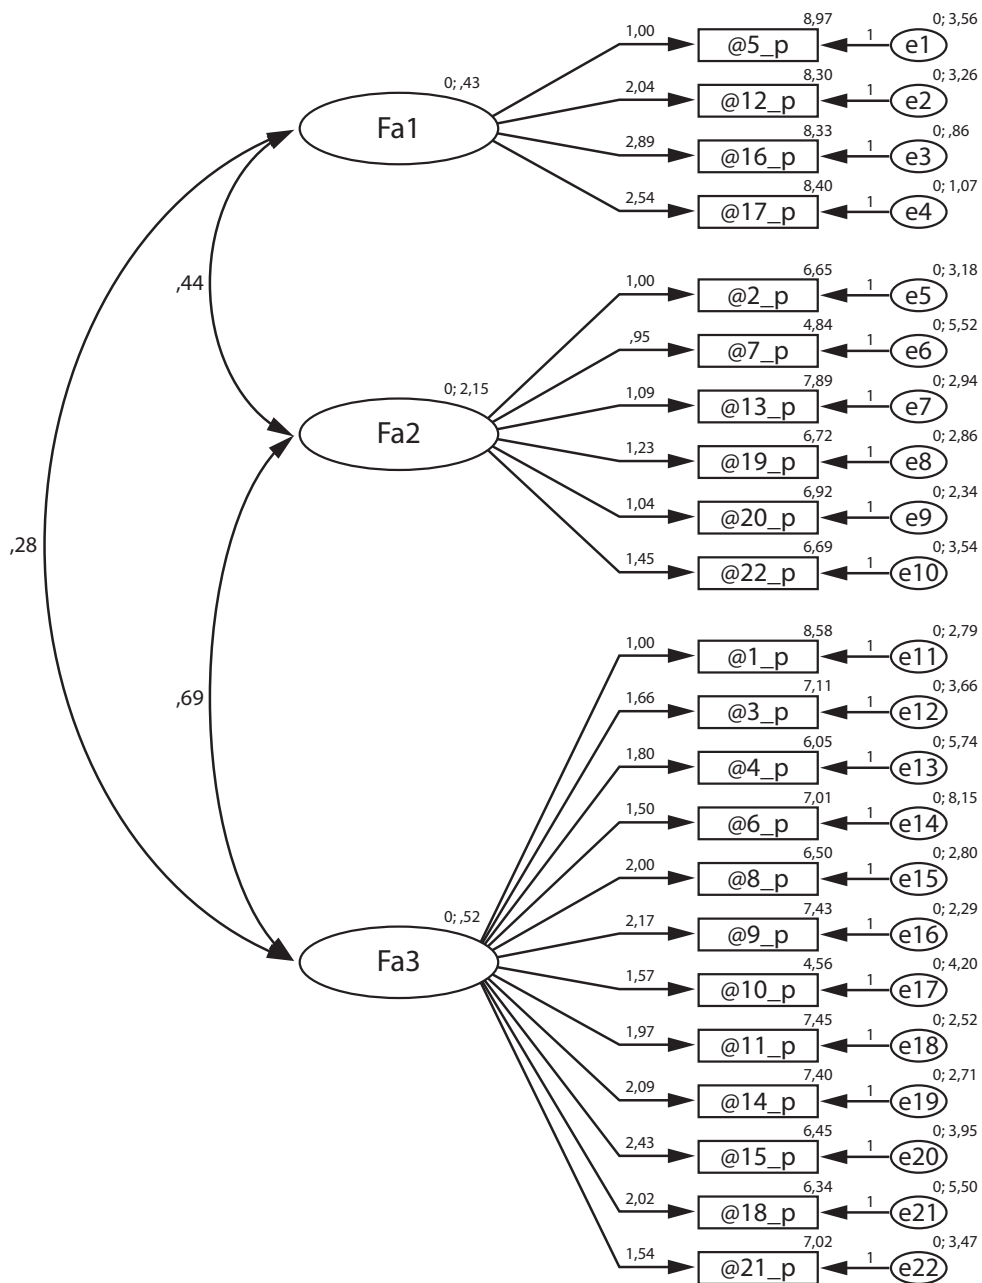 8,97 0; 3,56
1,00 @5_p 1 e1
8,30 0; 3,26
2,04 @12_p 1 e2
0; ,43
Fa1
8,33 0; ,86
2,89 @16_p 1 e3
8,40 0; 1,07
2,54 @17_p 1 e4
,44
6,65 0; 3,18
1,00 @2_p 1 e5
4,84 0; 5,52
,95 @7_p 1 e6
0; 2,15
Fa2
7,89 0; 2,94
1,09 @13_p 1 e7
6,72 0; 2,86
1,23 @19_p 1 e8
6,92 0; 2,34
1,04 @20_p 1 e9
6,69 0; 3,54
1,45 @22_p 1 e10
,28
8,58 0; 2,79
1,00 @1_p 1 e11
,69
7,11 0; 3,66
1,66 @3_p 1 e12
6,05 0; 5,74
1,80 @4_p 1 e13
7,01 0; 8,15
1,50 @6_p 1 e14
6,50 0; 2,80
2,00 @8_p 1 e15
0; ,52
Fa3
7,43 0; 2,29
2,17 @9_p 1 e16
4,56 0; 4,20
1,57 @10_p 1 e17
7,45 0; 2,52
1,97 @11_p 1 e18
7,40 0; 2,71
2,09 @14_p 1 e19
6,45 0; 3,95
2,43 @15_p 1 e20
6,34 0; 5,50
2,02 @18_p 1 e21
7,02 0; 3,47
1,54 @21_p 1 e22